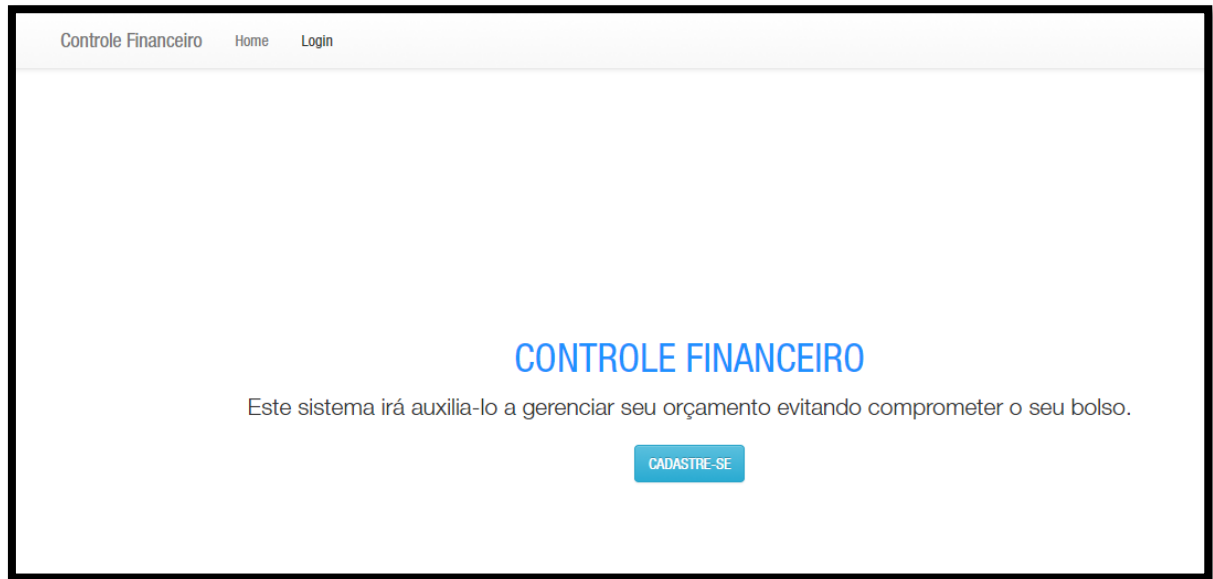 Controle Financeiro Home Login
CONTROLE FINANCEIRO
Este sistema irá auxilia-lo a gerenciar seu orçamento evitando comprometer o seu bolso.
CADASTRE-SE